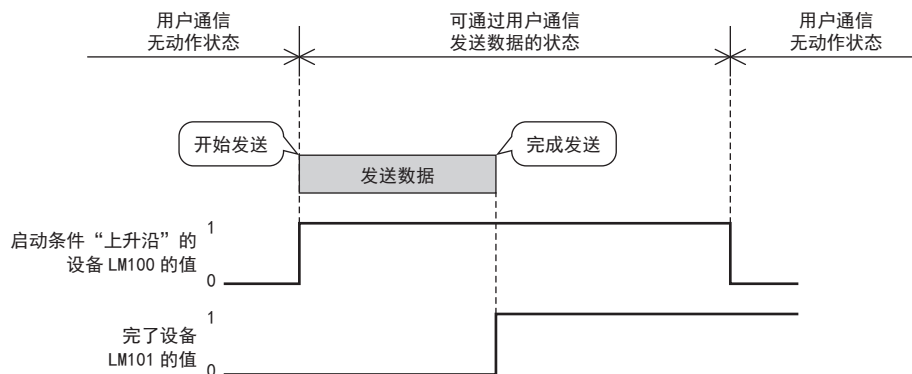 用户通信
无动作状态
可通过用户通信
发送数据的状态
用户通信
无动作状态
开始发送
完成发送
发送数据
启动条件“上升沿”的
设备 LM100 的值
1
0
完了设备
LM101 的值
1
0